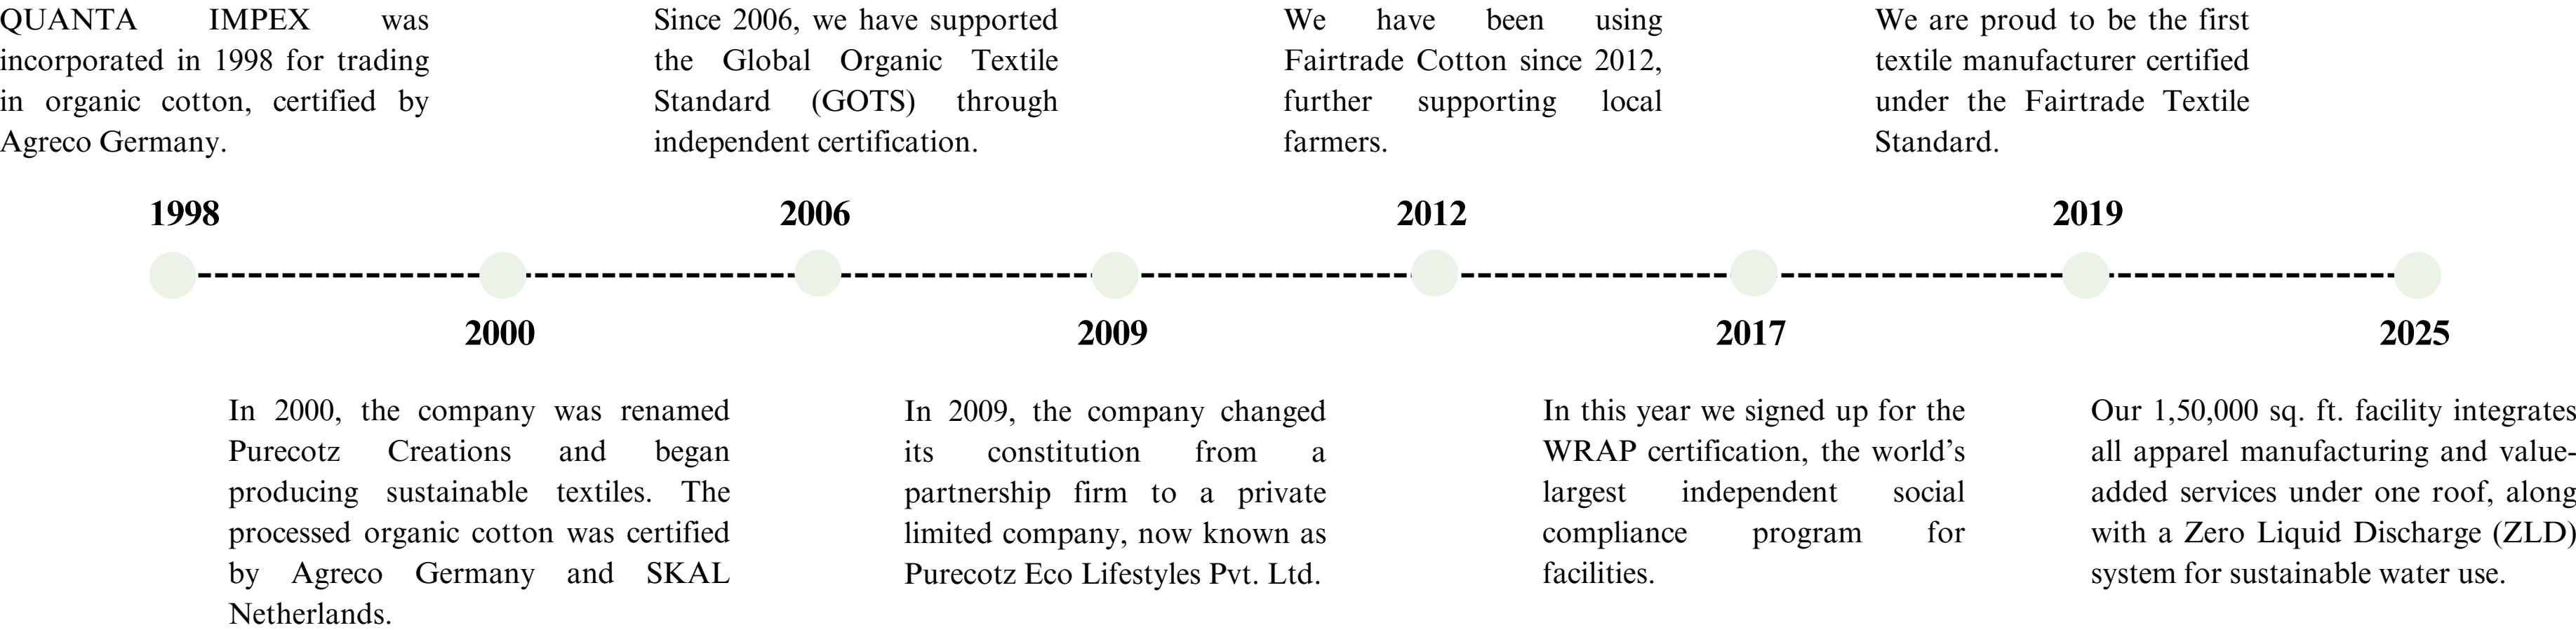 QUANTA IMPEX was
incorporated in 1998 for trading
in organic cotton, certified by
Agreco Germany.
1998
In 2000, the company was renamed
Purecotz Creations and began
producing sustainable textiles. The
processed organic cotton was certified
by Agreco Germany and SKAL
Netherlands.
2000
Since 2006, we have supported
the Global Organic Textile
Standard (GOTS) through
independent certification.
2006
2009
In 2009, the company changed
its constitution from a
partnership firm to a private
limited company, now known as
Purecotz Eco Lifestyles Pvt. Ltd.
We have been using
Fairtrade Cotton since 2012,
further supporting local
farmers.
2012
2017
In this year we signed up for the
WRAP certification, the world’s
largest independent social
compliance program for
facilities.
We are proud to be the first
textile manufacturer certified
under the Fairtrade Textile
Standard.
2019
2025
Our 1,50,000 sq. ft. facility integrates
all apparel manufacturing and value-
added services under one roof, along
with a Zero Liquid Discharge (ZLD)
system for sustainable water use.